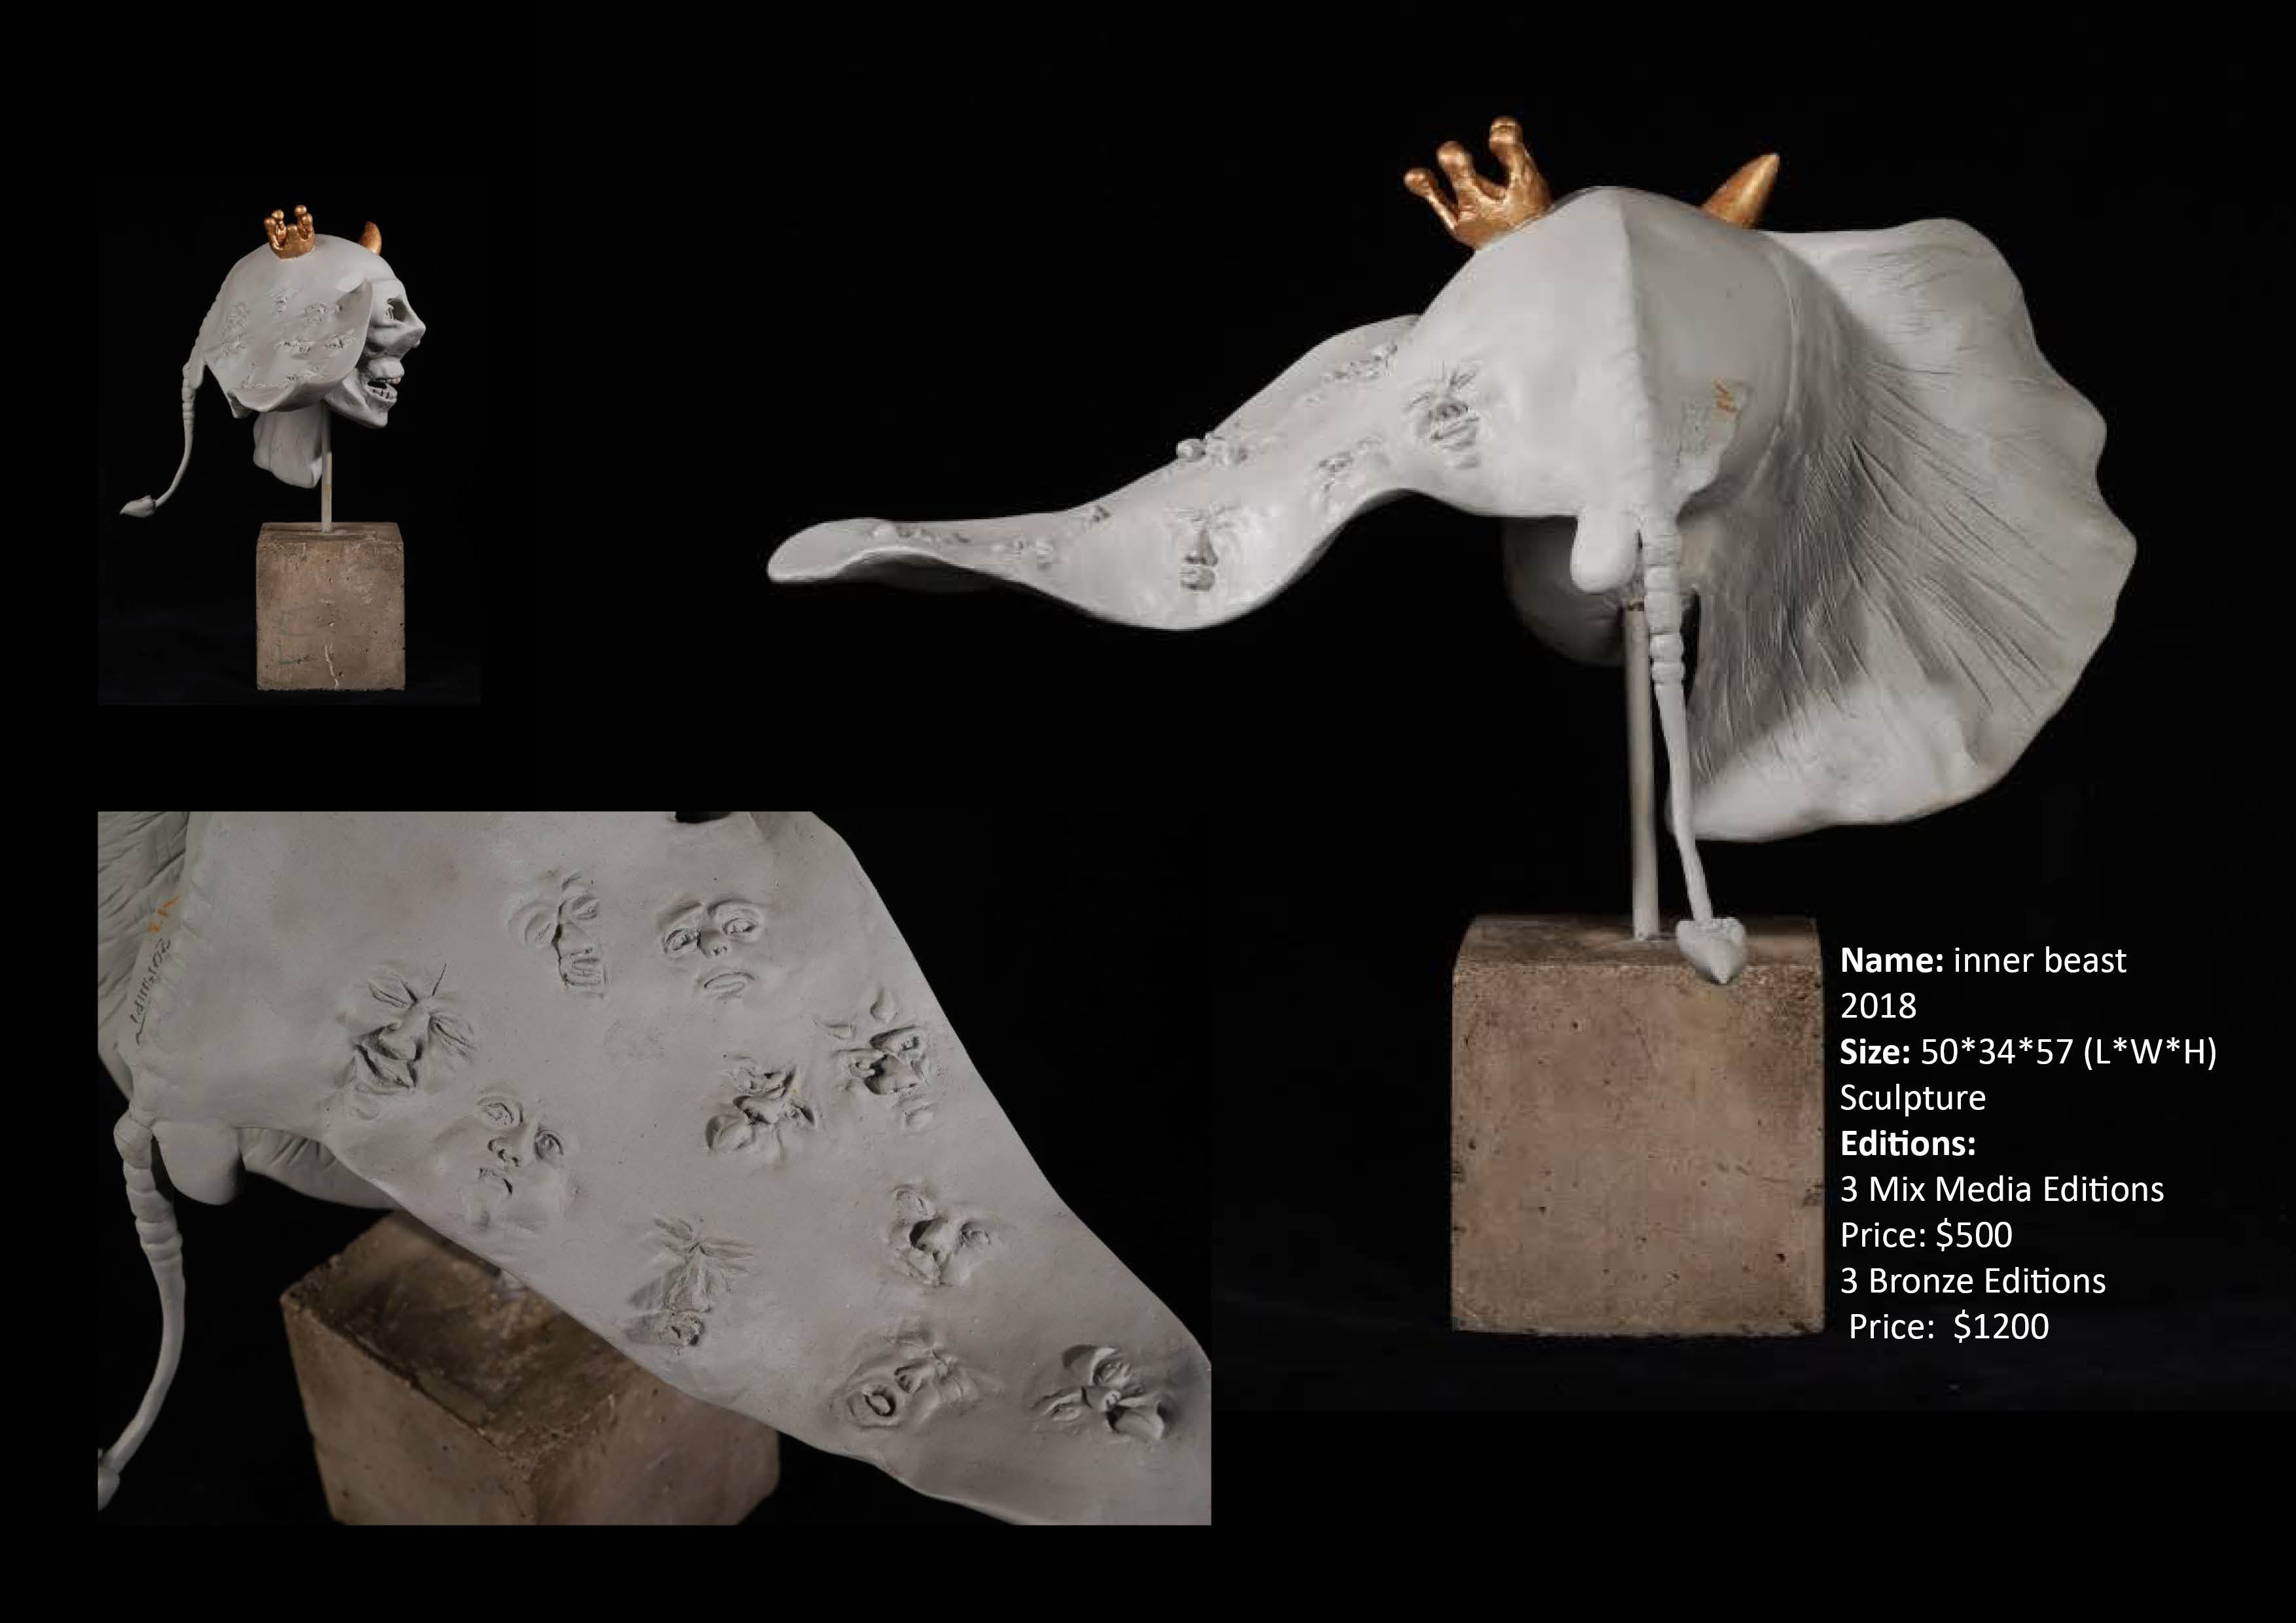 Name: inner beast
2018
Size: 50*34*57 (L*W*H)
Sculpture
Editions:
3 Mix Media Editions
Price: $500
3 Bronze Editions
Price:  $1200